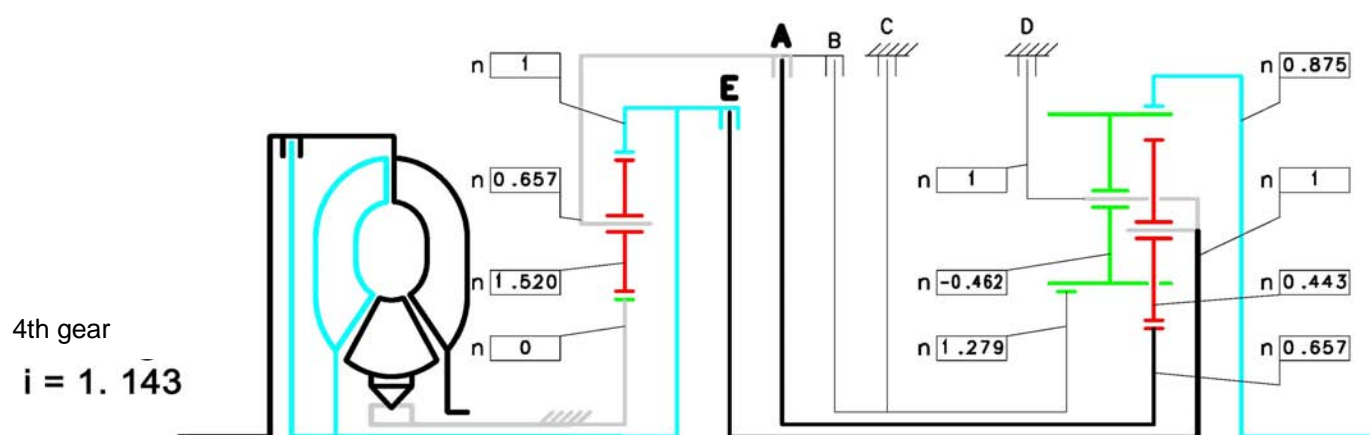 A B C D
n 1
n 0.875
E
n 0.657
n 1
n 1
n 1.520
n -0.462
n 0.443
4th gear
n 0
n 1.279
n 0.657
i = 1. 143